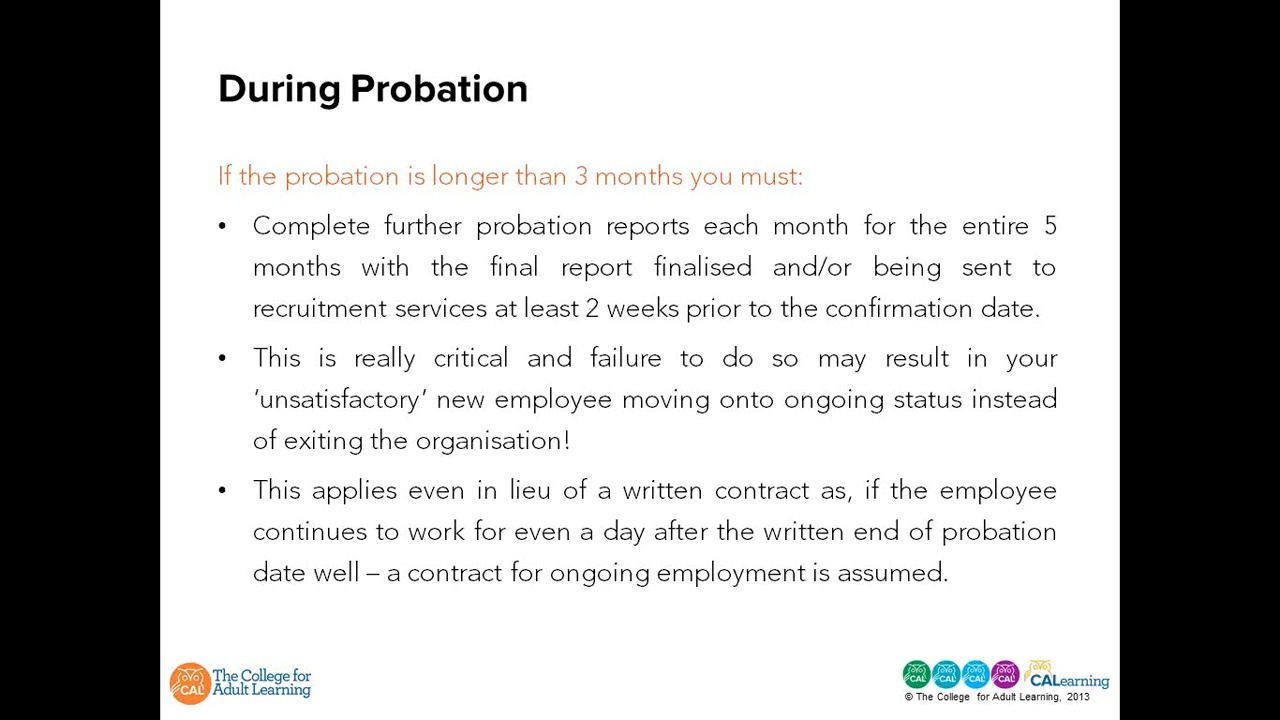 During Probation
If the probation is longer than 3 months you must:
• Complete further probation reports each month for the entire 5
months with the final report finalised and/or being sent to
recruitment services at least 2 weeks prior to the confirmation date.
• This is really critical and failure to do so may result in your
‘unsatisfactory’ new employee moving onto ongoing status instead
of exiting the organisation!
• This applies even in lieu of a written contract as, if the employee
continues to work for even a day after the written end of probation
date well – a contract for ongoing employment is assumed.
CAL
The College for
Adult Learning
CAL CAL CAL CAL CALearning
© The College for Adult Learning, 2013